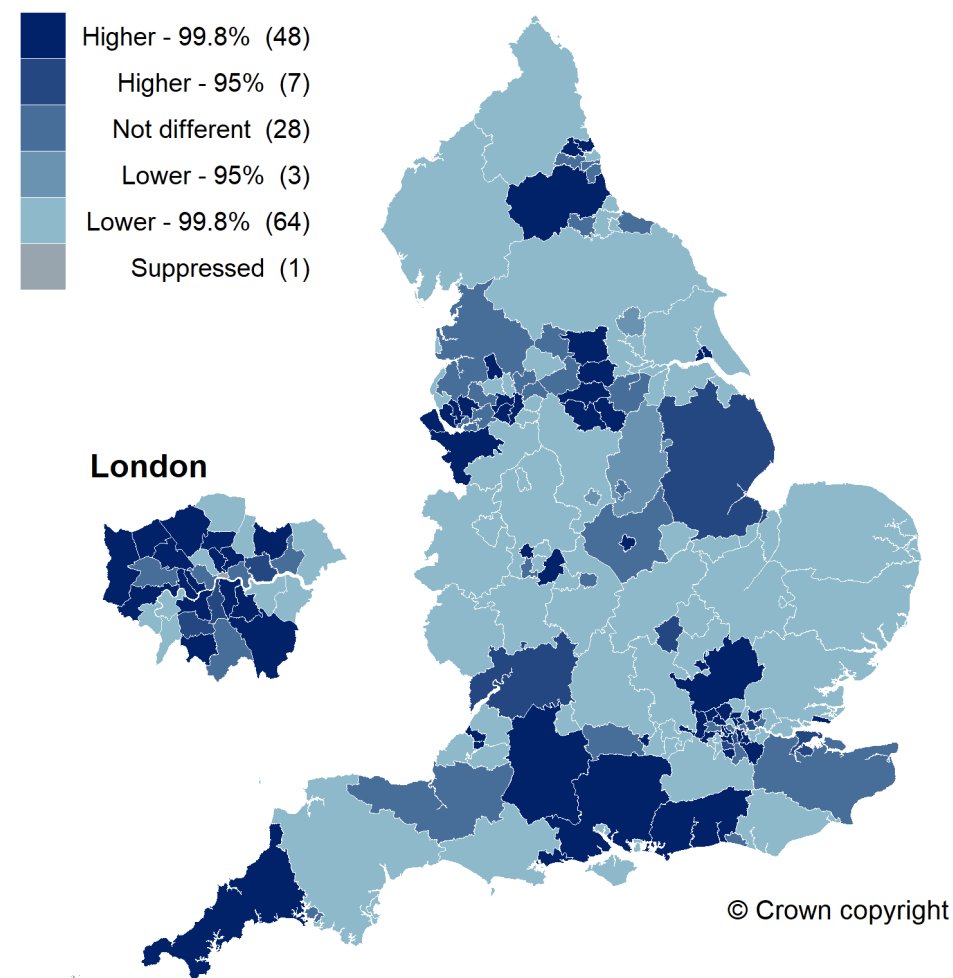 Higher - 99.8% (48)
Higher - 95% (7)
Not different (28)
Lower - 95% (3)
Lower - 99.8% (64)
Suppressed (1)
London
© Crown copyright